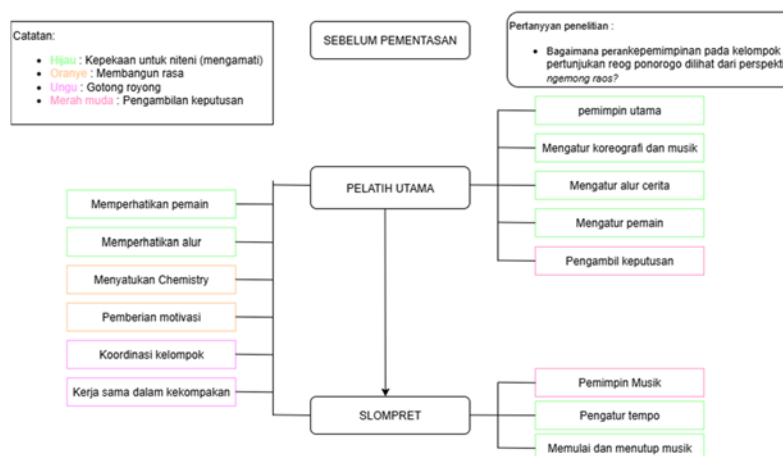 Catatan:
Hijau : Kepekaan untuk niteni (mengamati)
Oranye : Membangun rasa
Ungu : Gotong royong
Merah muda : Pengambilan keputusan
SEBELUM PEMENTASAN
Pertanyyan penelitian :
Bagaimana perankepemimpinan pada kelompok
pertunjukan reog ponorogo dilihat dari perspekti
ngemong raos?
PELATIH UTAMA
pemimpin utama
Mengatur koreografi dan musik
Mengatur alur cerita
Mengatur pemain
Pengambil keputusan
Memperhatikan pemain
Memperhatikan alur
Menyatukan Chemistry
Pemberian motivasi
Koordinasi kelompok
Kerja sama dalam kekompakan
SLOMPRET
Pemimpin Musik
Pengatur tempo
Memulai dan menutup musik